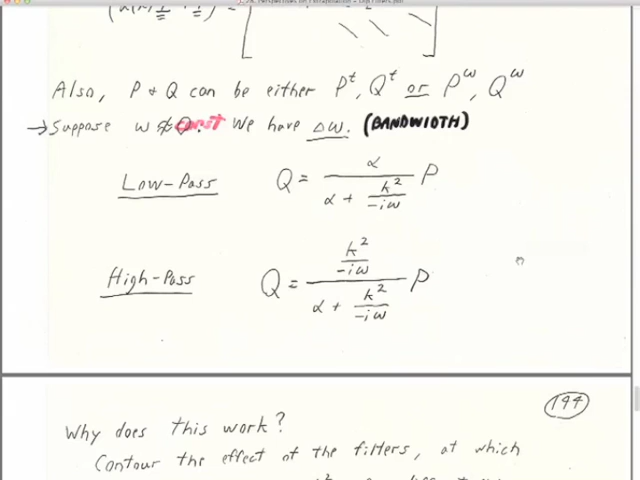 Also, P + Q can be either P^t, Q^t or P^ω, Q^ω
→ Suppose ω ≠ const. We have Δω. (BANDWIDTH)
Low-Pass Q = α / (α + k²/-iω) P
High-Pass Q = (k²/-iω) / (α + k²/-iω) P
194
Why does this work?
Contour the effect of the filters, at which